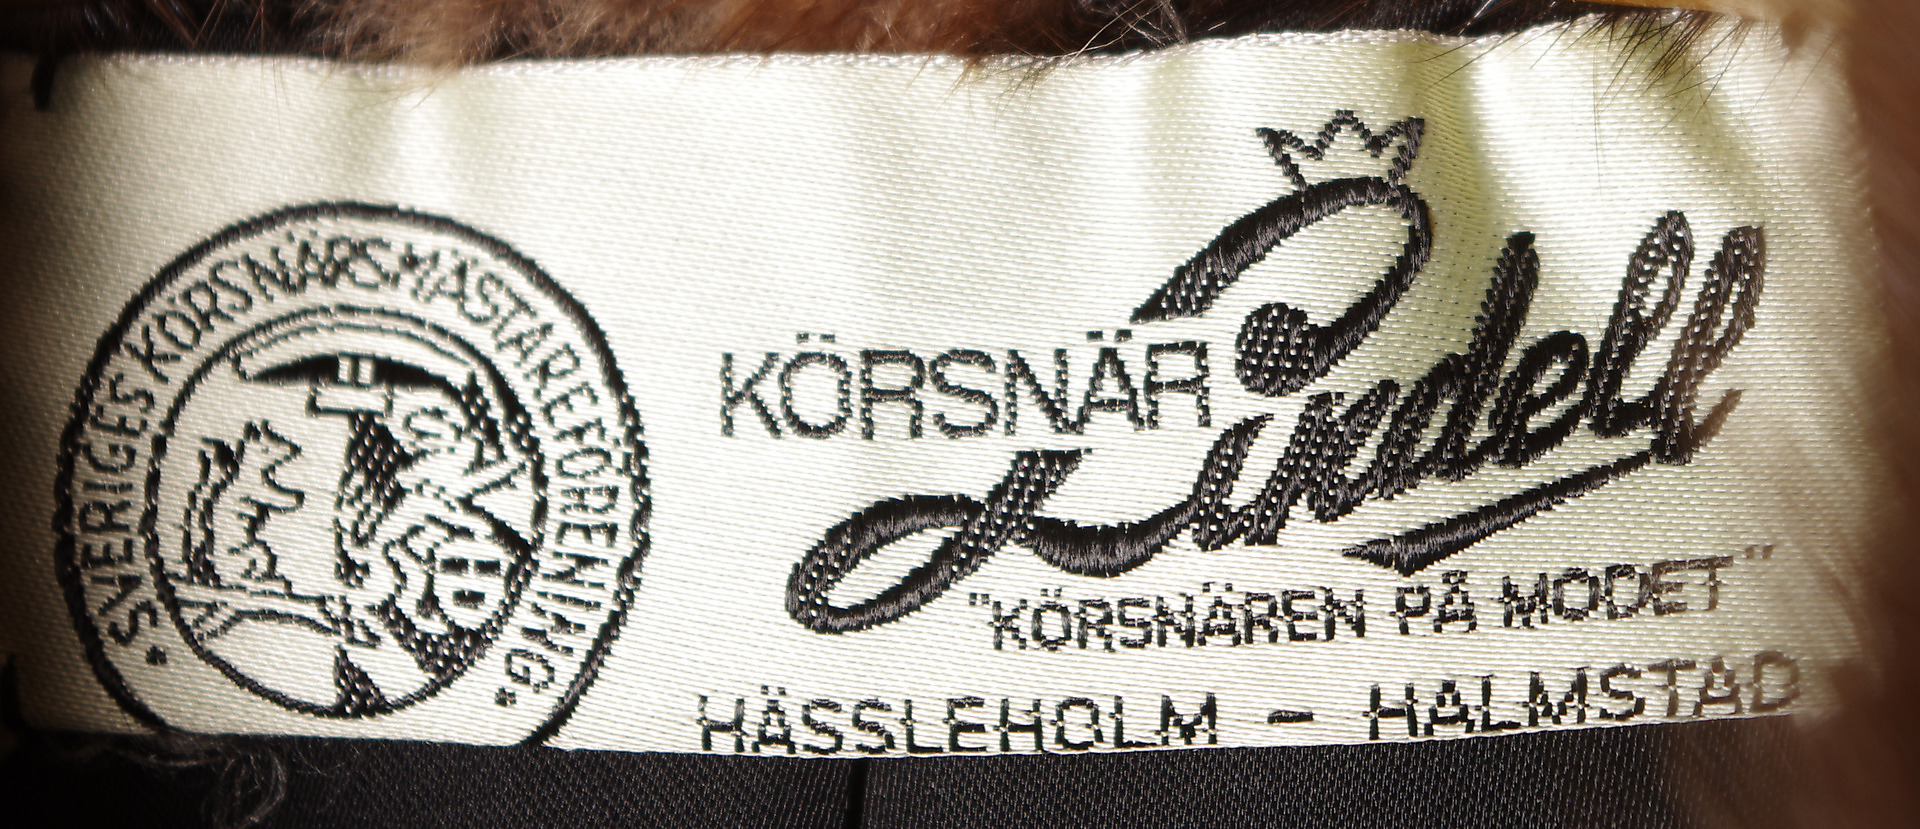 • SVERIGES KÖRSNÄRSMÄSTAREFÖRENING •
KÖRSNÄR
Lindell
"KÖRSNÄREN PÅ MODET"
HÄSSLEHOLM – HALMSTAD